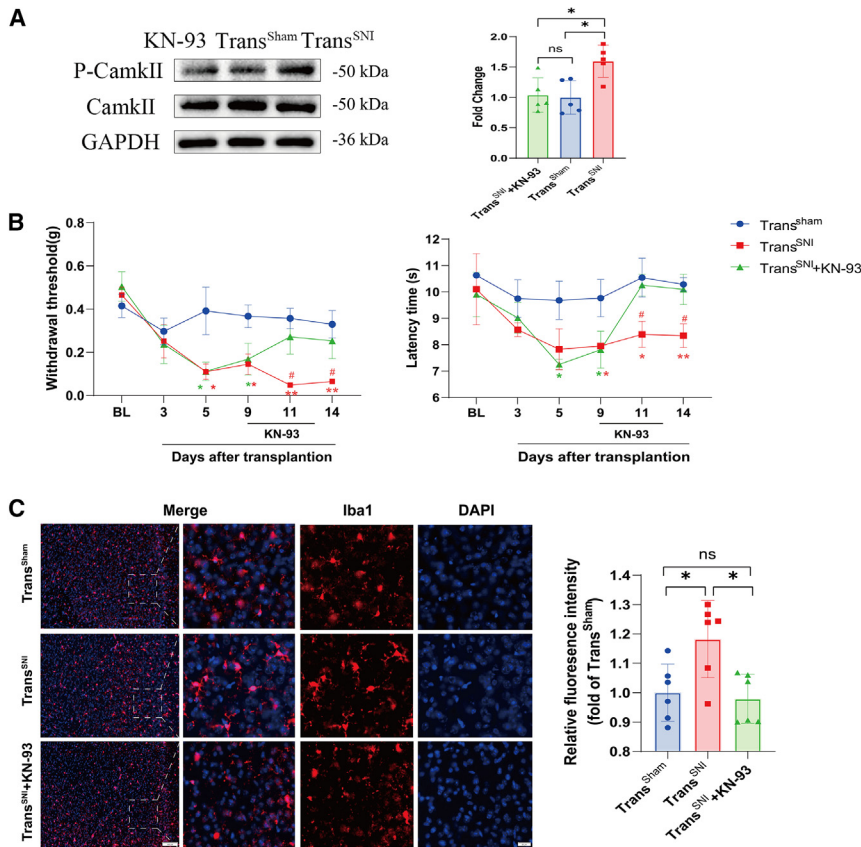 A
KN-93 Trans^Sham Trans^SNI
P-CamkII
-50 kDa
CamkII
-50 kDa
GAPDH
-36 kDa
Fold Change
2.0
1.5
1.0
0.5
0.0
*
*
ns
Trans^SNI+KN-93
Trans^Sham
Trans^SNI
B
Withdrawal threshold(g)
0.8
0.6
0.4
0.2
0.0
* *
* *
#
**
#
**
BL 3 5 9 11 14
KN-93
Days after transplantion
Latency time (s)
12
11
10
9
8
7
6
*
* *
#
*
#
**
BL 3 5 9 11 14
KN-93
Days after transplantion
Trans^sham
Trans^SNI
Trans^SNI+KN-93
C
Merge Iba1 DAPI
Trans^Sham
Trans^SNI
Trans^SNI+KN-93
Relative fluoresence intensity
(fold of Trans^Sham)
1.4
1.3
1.2
1.1
1.0
0.9
0.8
ns
* *
Trans^Sham
Trans^SNI
Trans^SNI+KN-93